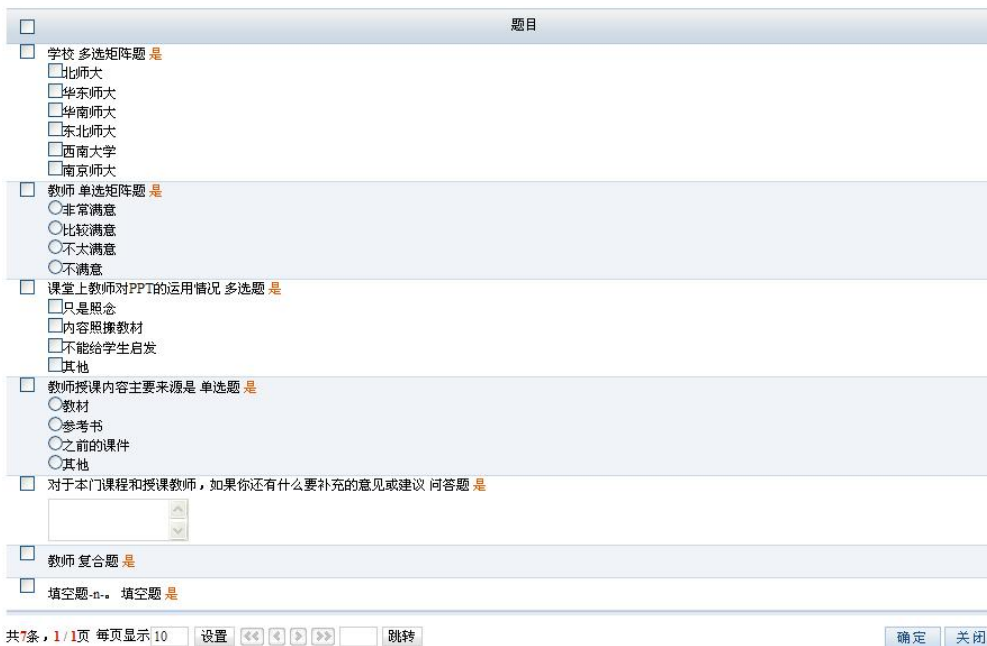 题目
学校 多选矩阵题 是
北师大
华东师大
华南师大
东北师大
西南大学
南京师大
教师 单选矩阵题 是
非常满意
比较满意
不太满意
不满意
课堂上教师对PPT的运用情况 多选题 是
只是照念
内容照搬教材
不能给学生启发
其他
教师授课内容主要来源是 单选题 是
教材
参考书
之前的课件
其他
对于本门课程和授课教师，如果你还有什么要补充的意见或建议 问答题 是
教师 复合题 是
填空题-n-。 填空题 是
共7条，1/1页 每页显示 10 设置 跳转 确定 关闭